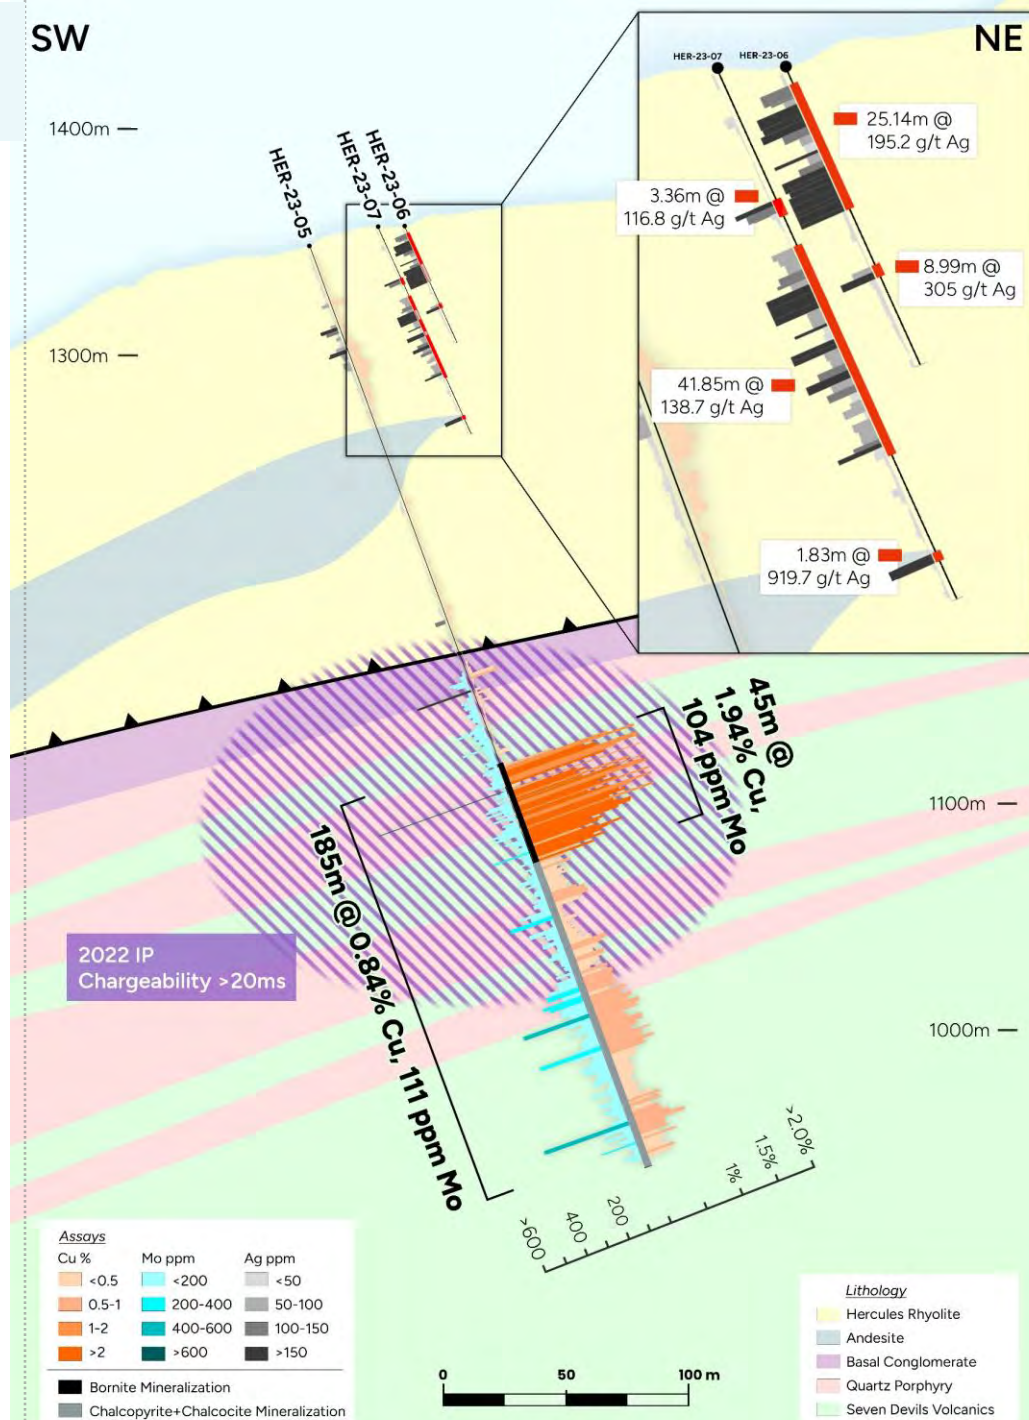 SW
NE
1400m
1300m
1100m
1000m
HER-23-05
HER-23-07
HER-23-06
HER-23-07
HER-23-06
25.14m @
195.2 g/t Ag
3.36m @
116.8 g/t Ag
8.99m @
305 g/t Ag
41.85m @
138.7 g/t Ag
1.83m @
919.7 g/t Ag
45m @
1.94% Cu,
104 ppm Mo
185m @ 0.84% Cu, 111 ppm Mo
2022 IP
Chargeability >20ms
>600
400
200
1%
1.5%
>2.0%
Assays
Cu %
Mo ppm
Ag ppm
<0.5
<200
<50
0.5-1
200-400
50-100
1-2
400-600
100-150
>2
>600
>150
Bornite Mineralization
Chalcopyrite+Chalcocite Mineralization
0
50
100 m
Lithology
Hercules Rhyolite
Andesite
Basal Conglomerate
Quartz Porphyry
Seven Devils Volcanics